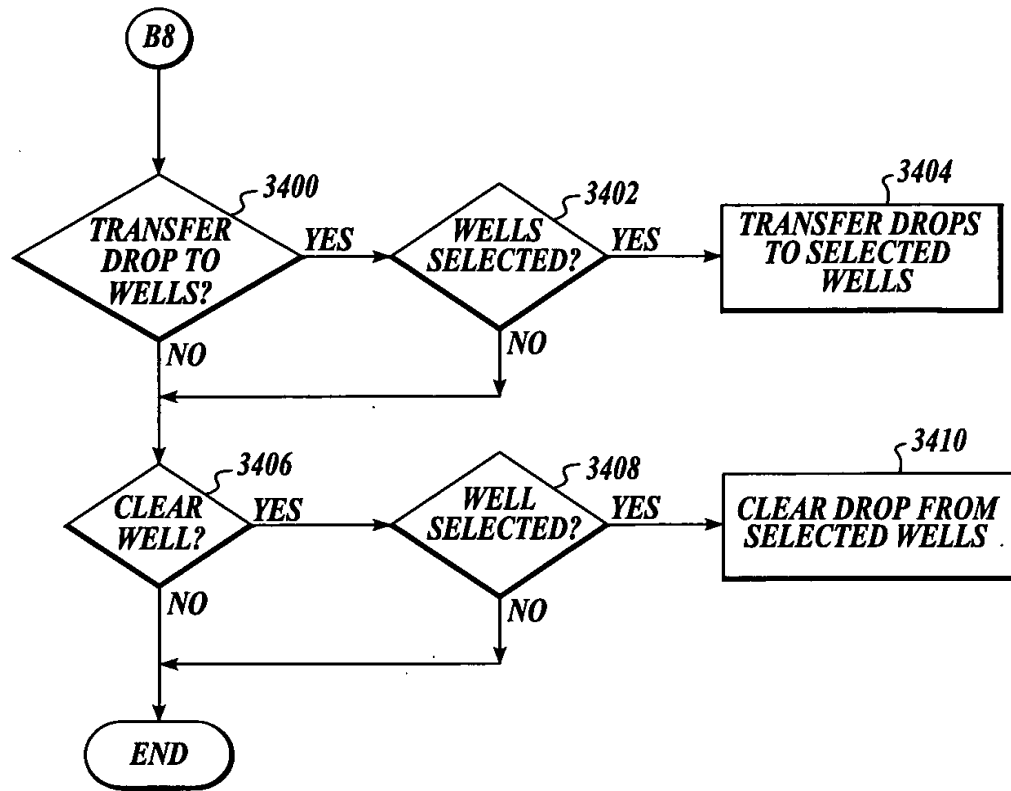 B8
3400
TRANSFER
DROP TO
WELLS?
YES
NO
3402
WELLS
SELECTED?
YES
NO
3404
TRANSFER DROPS
TO SELECTED
WELLS
3406
CLEAR
WELL?
YES
NO
3408
WELL
SELECTED?
YES
NO
3410
CLEAR DROP FROM
SELECTED WELLS
END